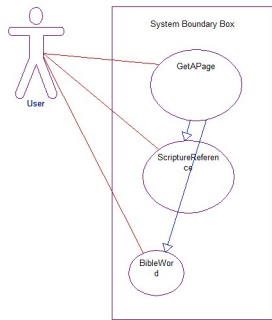 System Boundary Box
GetAPage
User
ScriptureReferen
ce
BibleWor
d